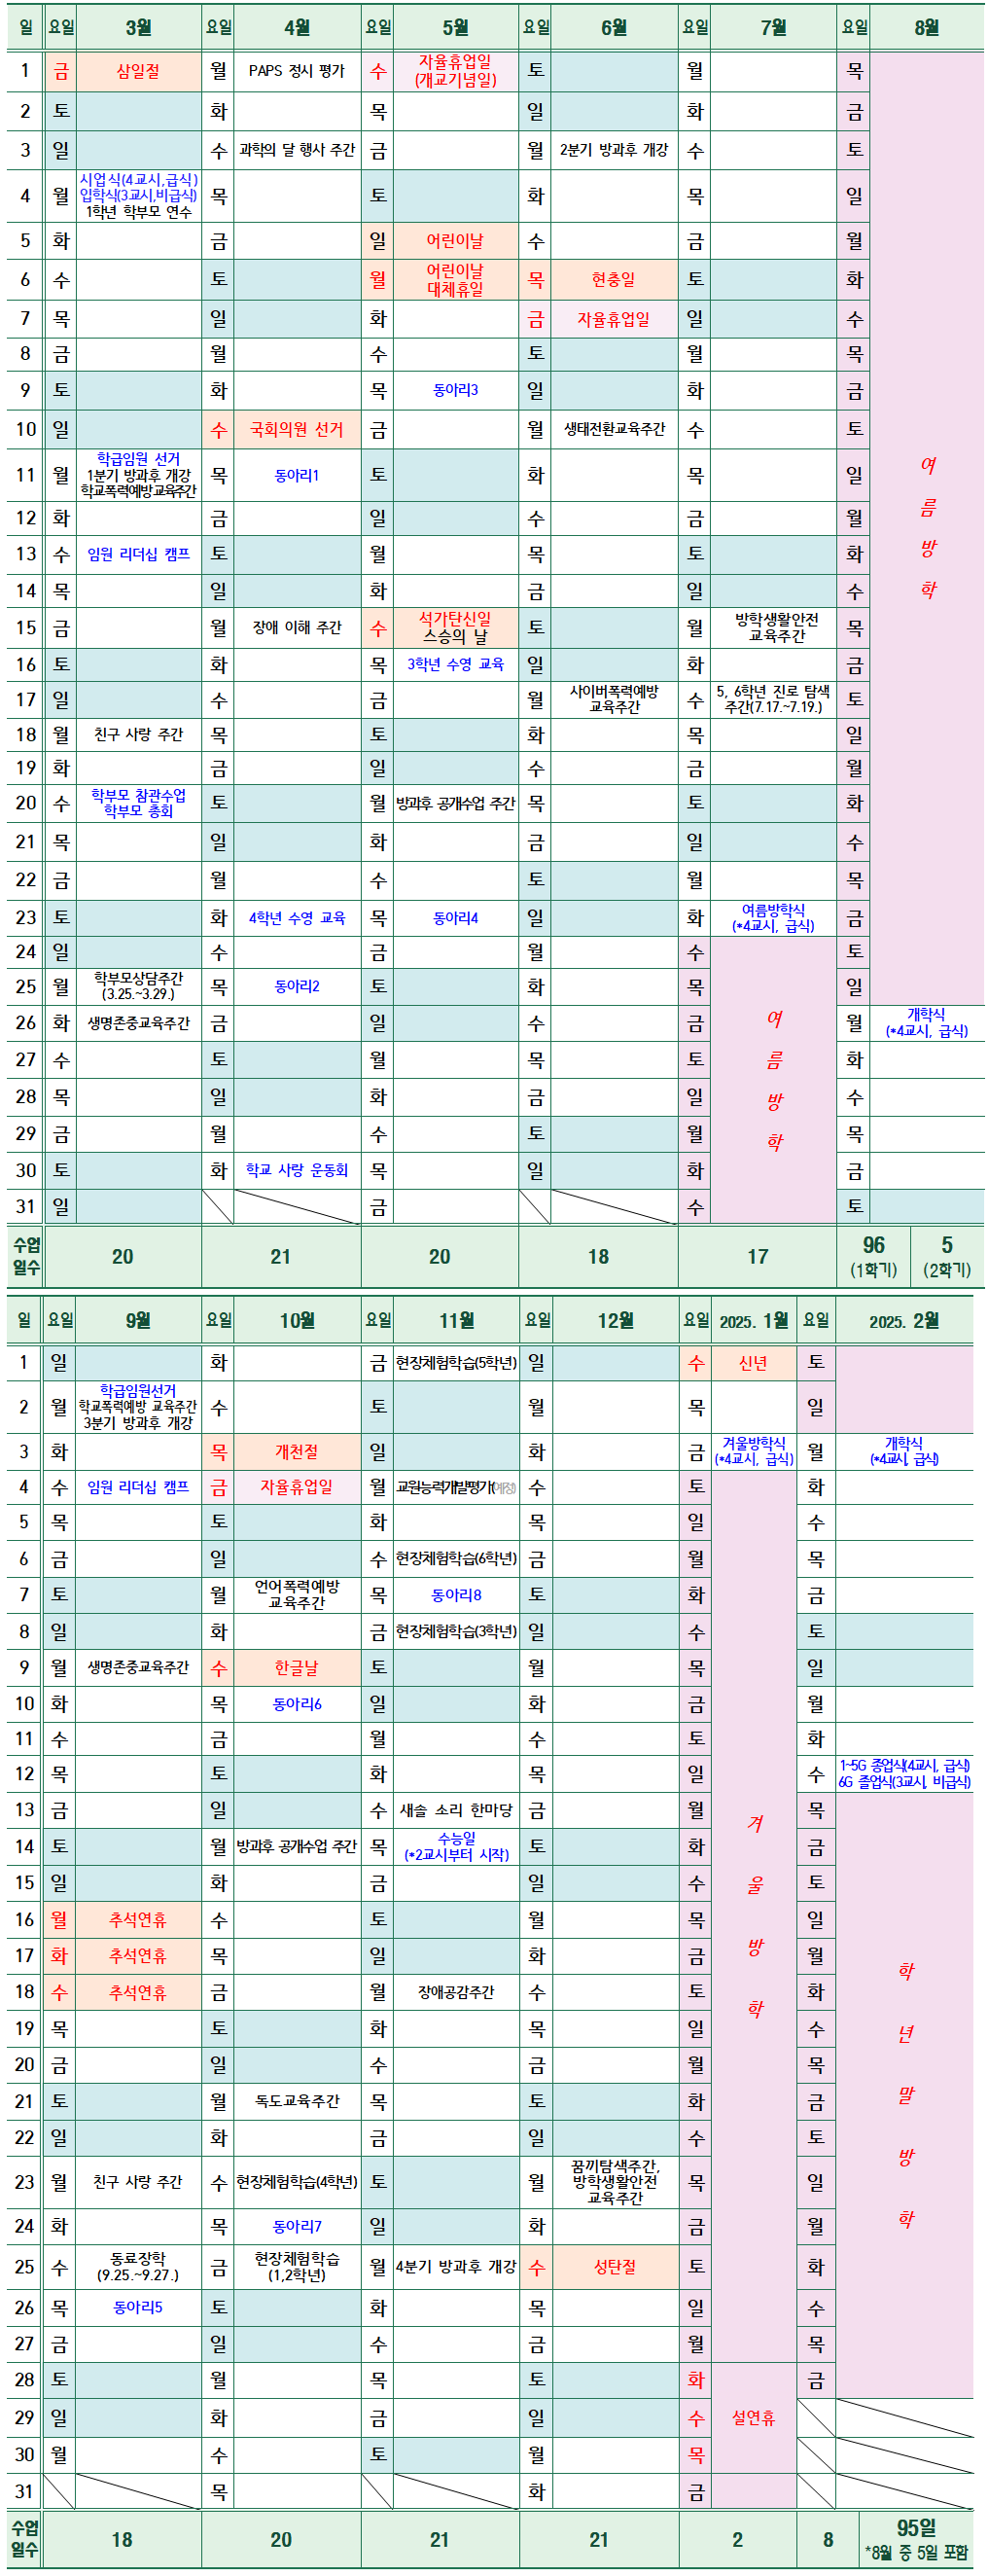 일 요일 3월 요일 4월 요일 5월 요일 6월 요일 7월 요일 8월
1 금 삼일절 월 PAPS 정시 평가 수 자율휴업일 (개교기념일) 토 월 목
2 토 화 목 일 화 금
3 일 수 과학의 달 행사 주간 금 월 2분기 방과후 개강 수 토
4 월 시업식(4교시,급식) 입학식(3교시,비급식) 1학년 학부모 연수 목 토 화 목 일
5 화 금 일 어린이날 수 금 월
6 수 토 월 어린이날 대체휴일 목 현충일 토 화
7 목 일 화 금 자율휴업일 일 수
8 금 월 수 토 월 목
9 토 화 목 동아리3 일 화 금
10 일 수 국회의원 선거 금 월 생태전환교육주간 수 토
11 월 학급임원 선거 1분기 방과후 개강 학교폭력예방교육주간 목 동아리1 토 화 목 일 여
12 화 금 일 수 금 월 름
13 수 임원 리더십 캠프 토 월 목 토 화 방
14 목 일 화 금 일 수 학
15 금 월 장애 이해 주간 수 석가탄신일 스승의 날 토 월 방학생활안전 교육주간 목
16 토 화 목 3학년 수영 교육 일 화 금
17 일 수 금 월 사이버폭력예방 교육주간 수 5, 6학년 진로 탐색 주간(7.17.~7.19.) 토
18 월 친구 사랑 주간 목 토 화 목 일
19 화 금 일 수 금 월
20 수 학부모 참관수업 학부모 총회 토 월 방과후 공개수업 주간 목 토 화
21 목 일 화 금 일 수
22 금 월 수 토 월 목
23 토 화 4학년 수영 교육 목 동아리4 일 화 여름방학식 (*4교시, 급식) 금
24 일 수 금 월 수 토
25 월 학부모상담주간 (3.25.~3.29.) 목 동아리2 토 화 목 일
26 화 생명존중교육주간 금 일 수 금 여 월 개학식 (*4교시, 급식)
27 수 토 월 목 토 름 화
28 목 일 화 금 일 방 수
29 금 월 수 토 월 학 목
30 토 화 학교 사랑 운동회 목 일 화 금
31 일 금 수 토
수업 일수 20 21 20 18 17 96 (1학기) 5 (2학기)
일 요일 9월 요일 10월 요일 11월 요일 12월 요일 2025. 1월 요일 2025. 2월
1 일 화 금 현장체험학습(5학년) 일 수 신년 토
2 월 학급임원선거 학교폭력예방 교육주간 3분기 방과후 개강 수 토 월 목 일
3 화 목 개천절 일 화 금 겨울방학식 (*4교시, 급식) 월 개학식 (*4교시, 급식)
4 수 임원 리더십 캠프 금 자율휴업일 월 교원능력개발평가(예정) 수 토 화
5 목 토 화 목 일 수
6 금 일 수 현장체험학습(6학년) 금 월 목
7 토 월 언어폭력예방 교육주간 목 동아리8 토 화 금
8 일 화 금 현장체험학습(3학년) 일 수 토
9 월 생명존중교육주간 수 한글날 토 월 목 일
10 화 목 동아리6 일 화 금 월
11 수 금 월 수 토 화
12 목 토 화 목 일 수 1~5G 종업식(4교시, 급식) 6G 졸업식(3교시, 비급식)
13 금 일 수 새솔 소리 한마당 금 월 겨 목
14 토 월 방과후 공개수업 주간 목 수능일 (*2교시부터 시작) 토 화 금
15 일 화 금 일 수 울 토
16 월 추석연휴 수 토 월 목 일
17 화 추석연휴 목 일 화 금 방 월
18 수 추석연휴 금 월 장애공감주간 수 토 학 화 학
19 목 토 화 목 일 수 년
20 금 일 수 금 월 목
21 토 월 독도교육주간 목 토 화 금 말
22 일 화 금 일 수 토
23 월 친구 사랑 주간 수 현장체험학습(4학년) 토 월 꿈끼탐색주간, 방학생활안전 교육주간 목 일 방
24 화 목 동아리7 일 화 금 월 학
25 수 동료장학 (9.25.~9.27.) 금 현장체험학습 (1,2학년) 월 4분기 방과후 개강 수 성탄절 토 화
26 목 동아리5 토 화 목 일 수
27 금 일 수 금 월 목
28 토 월 목 토 화 금
29 일 화 금 일 수 설연휴
30 월 수 토 월 목
31 목 화 금
수업 일수 18 20 21 21 2 8 95일 *8월 중 5일 포함